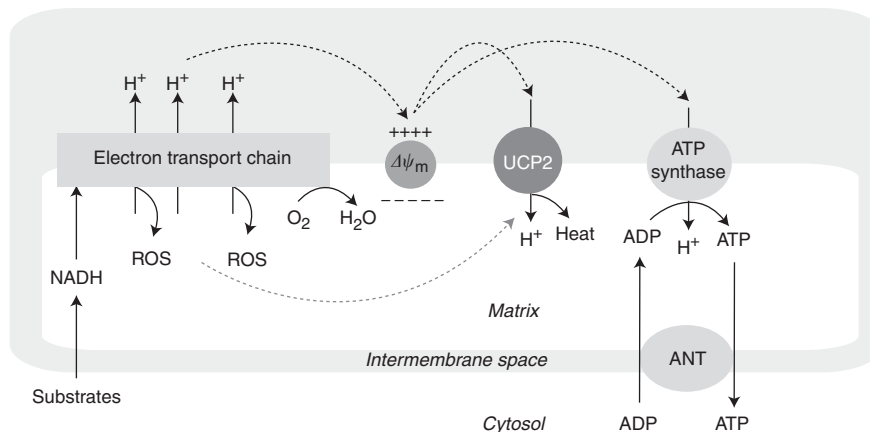 H⁺ H⁺ H⁺
++++
Electron transport chain
Δψm
UCP2
ATP
synthase
– – – – –
O₂ H₂O
H⁺ Heat
ADP H⁺ ATP
ROS ROS
NADH
Matrix
Intermembrane space
ANT
Substrates
Cytosol
ADP ATP